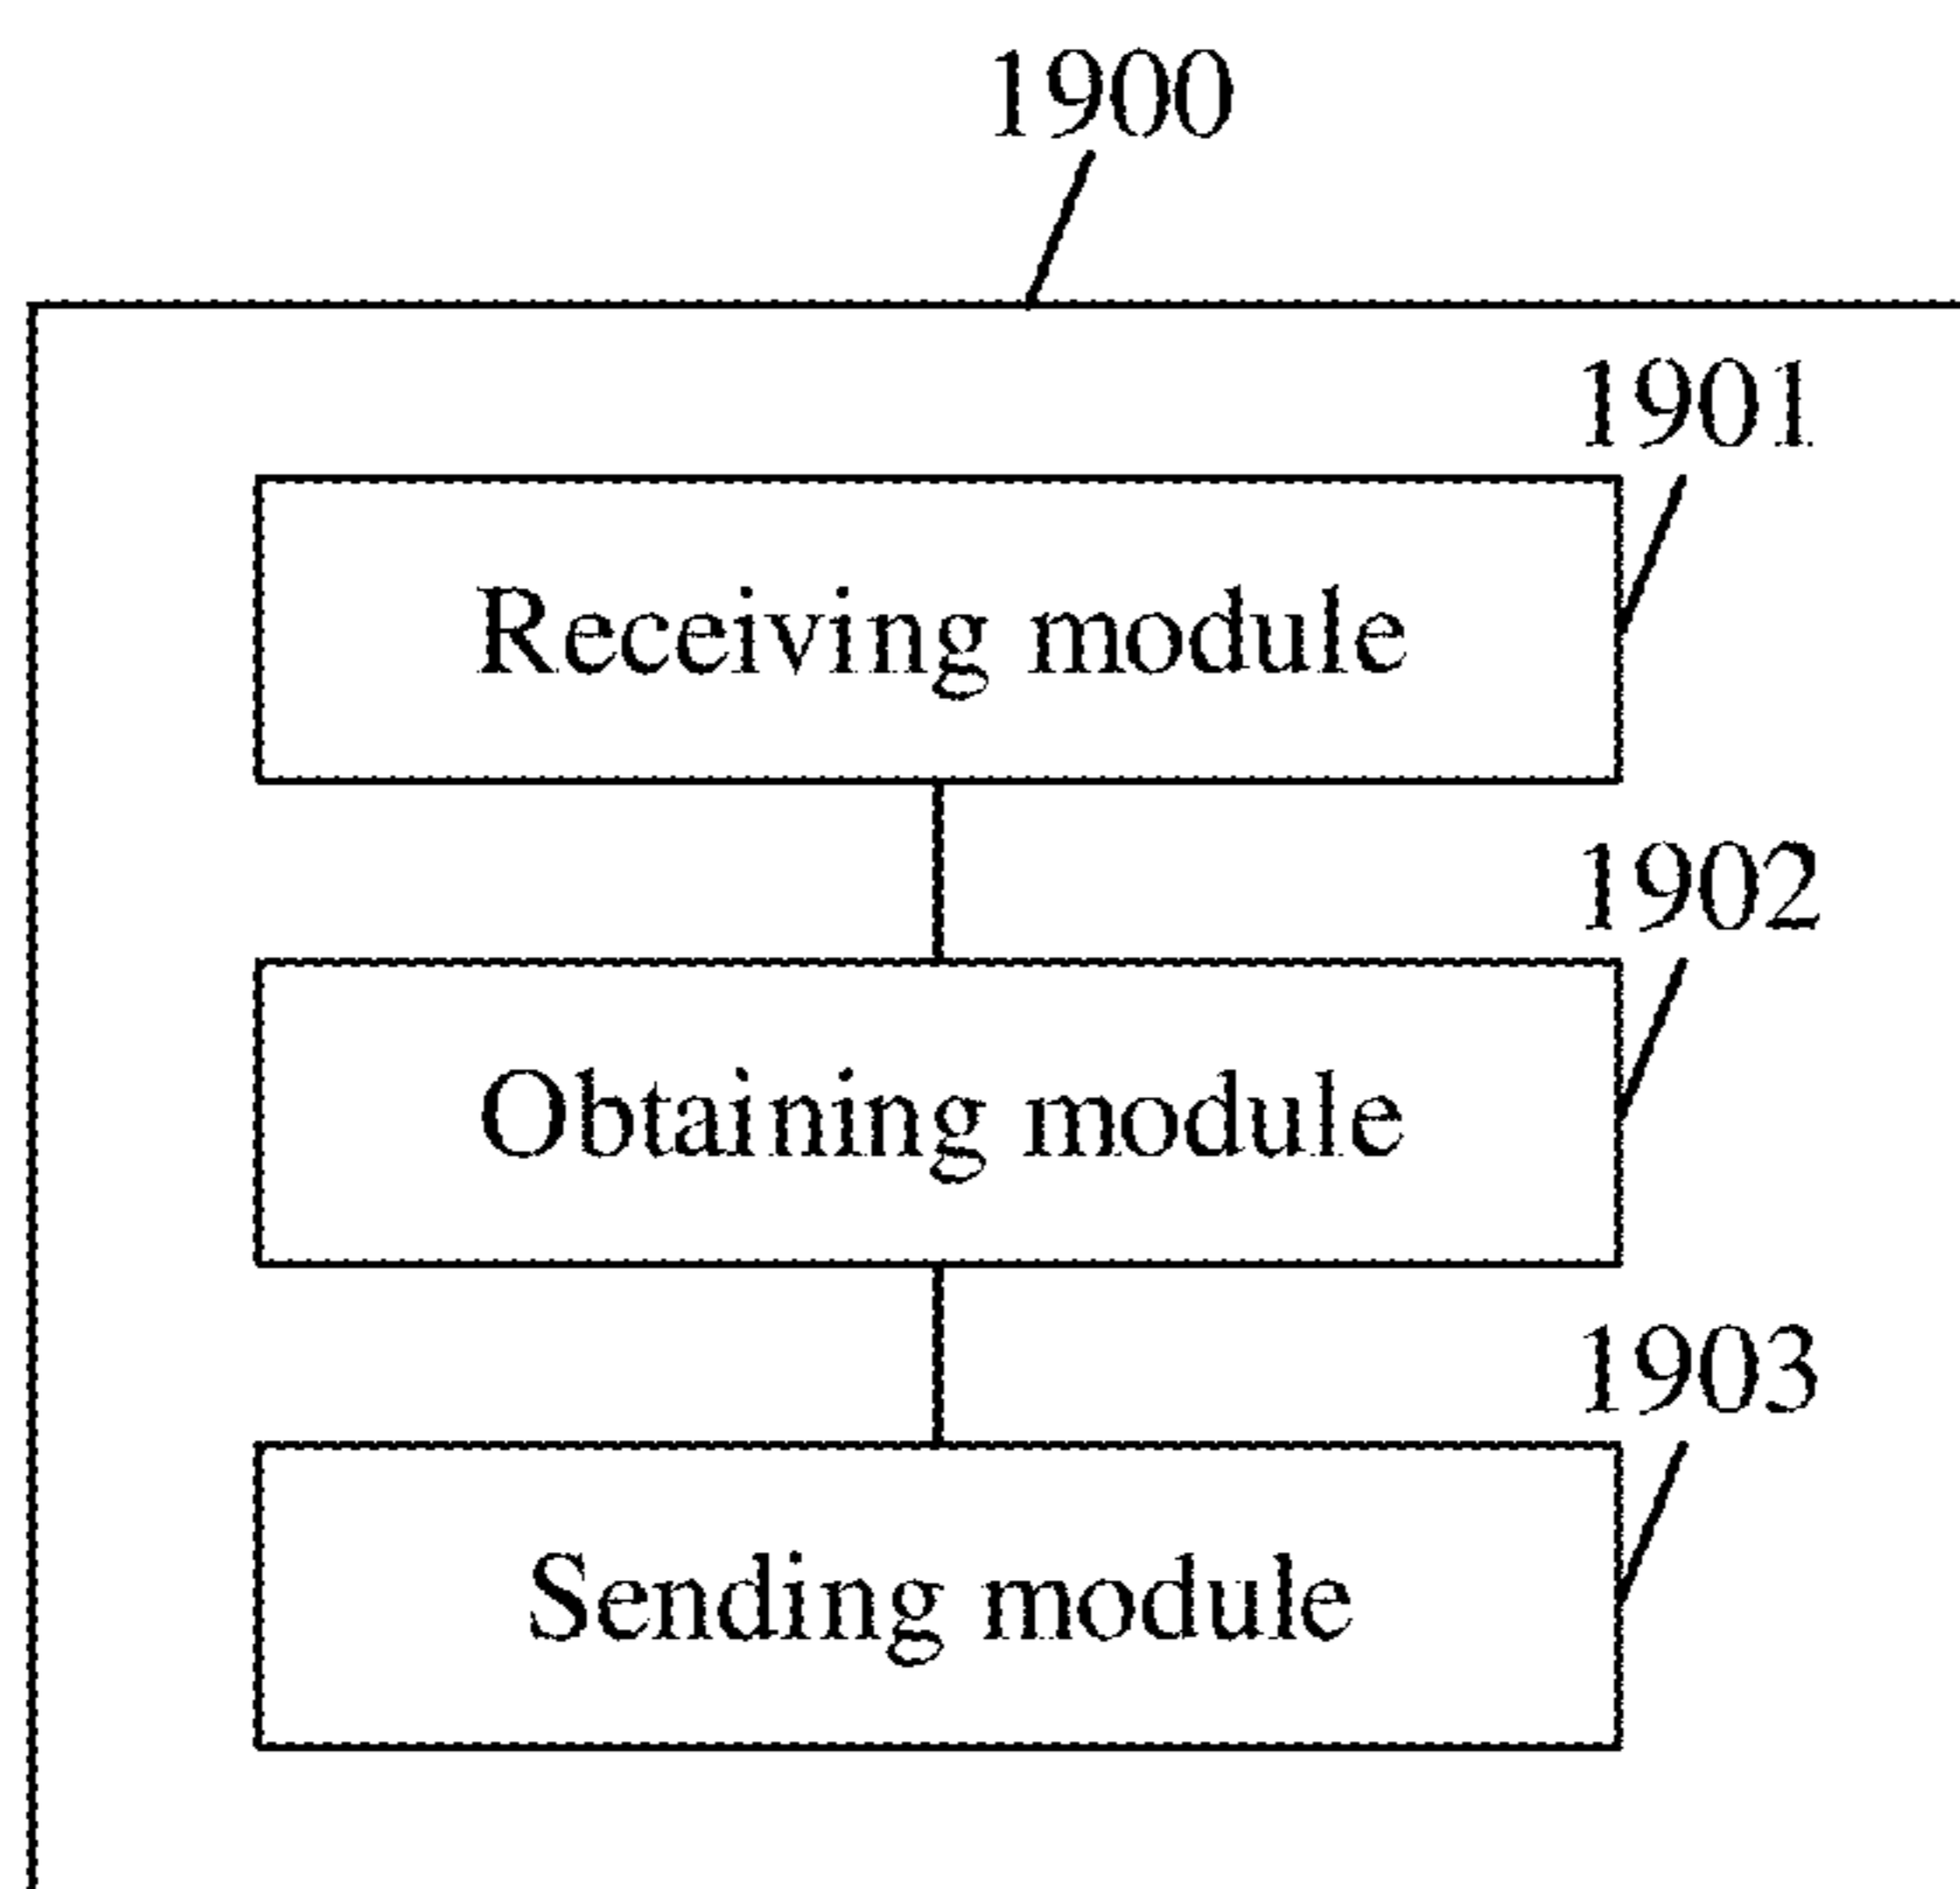 1900
1901
Receiving module
1902
Obtaining module
1903
Sending module